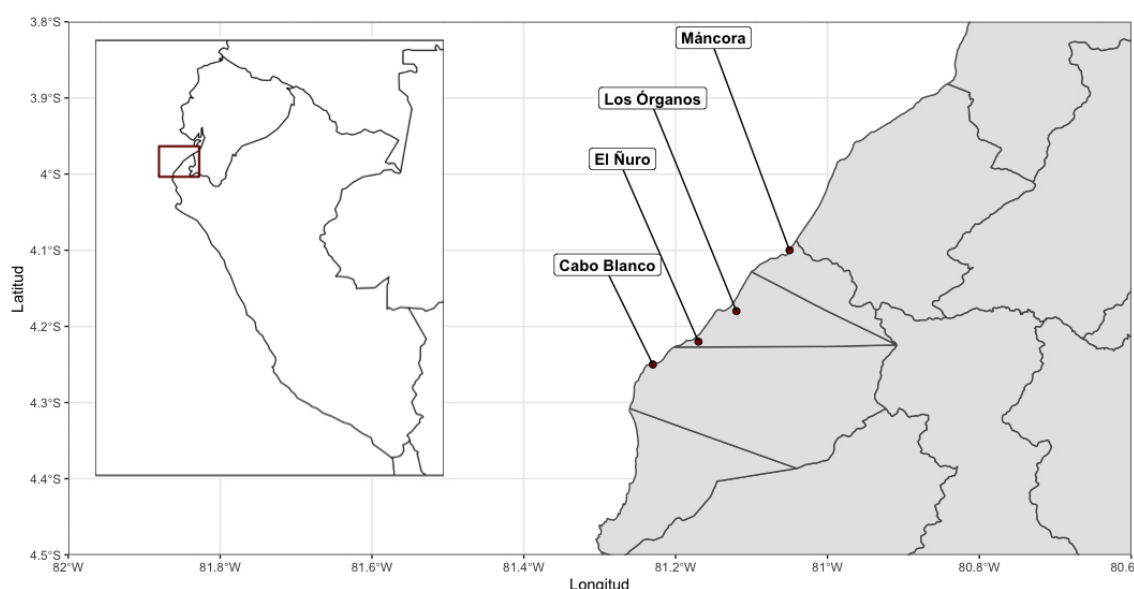 3.8°S
3.9°S
4°S
4.1°S
4.2°S
4.3°S
4.4°S
4.5°S
Latitud
Máncora
Los Órganos
El Ñuro
Cabo Blanco
82°W
81.8°W
81.6°W
81.4°W
81.2°W
81°W
80.8°W
80.6
Longitud